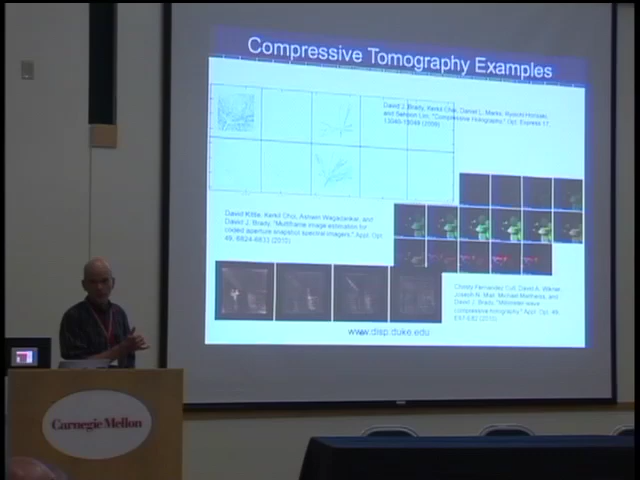 Compressive Tomography Examples
David J. Brady, Kerkil Choi, Daniel L. Marks, Ryoichi Horisaki,
and Sehoon Lim, "Compressive Holography," Opt. Express 17,
13040-13049 (2009)
David Kittle, Kerkil Choi, Ashwin Wagadarikar, and
David J. Brady, "Multiframe image estimation for
coded aperture snapshot spectral imagers," Appl. Opt.
49, 6824-6833 (2010)
Christy Fernandez Cull, David A. Wikner,
Joseph N. Mait, Michael Mattheiss, and
David J. Brady, "Millimeter-wave
compressive holography," Appl. Opt. 49,
E67-E82 (2010)
www.disp.duke.edu
Carnegie Mellon